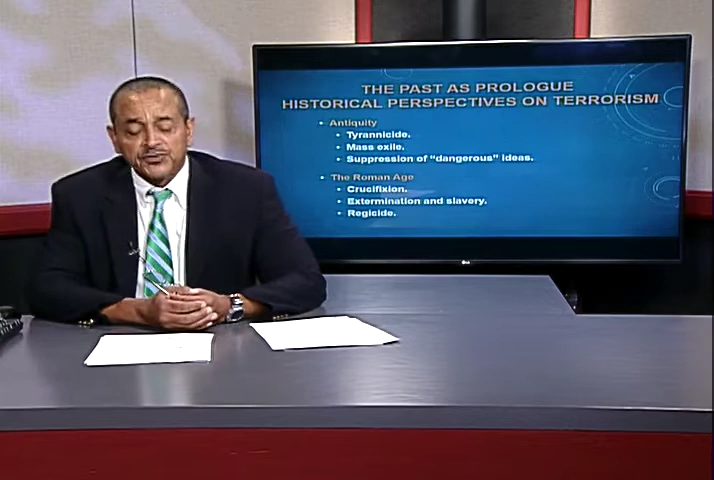 THE PAST AS PROLOGUE
HISTORICAL PERSPECTIVES ON TERRORISM
• Antiquity
• Tyrannicide.
• Mass exile.
• Suppression of “dangerous” ideas.
• The Roman Age
• Crucifixion.
• Extermination and slavery.
• Regicide.
LG